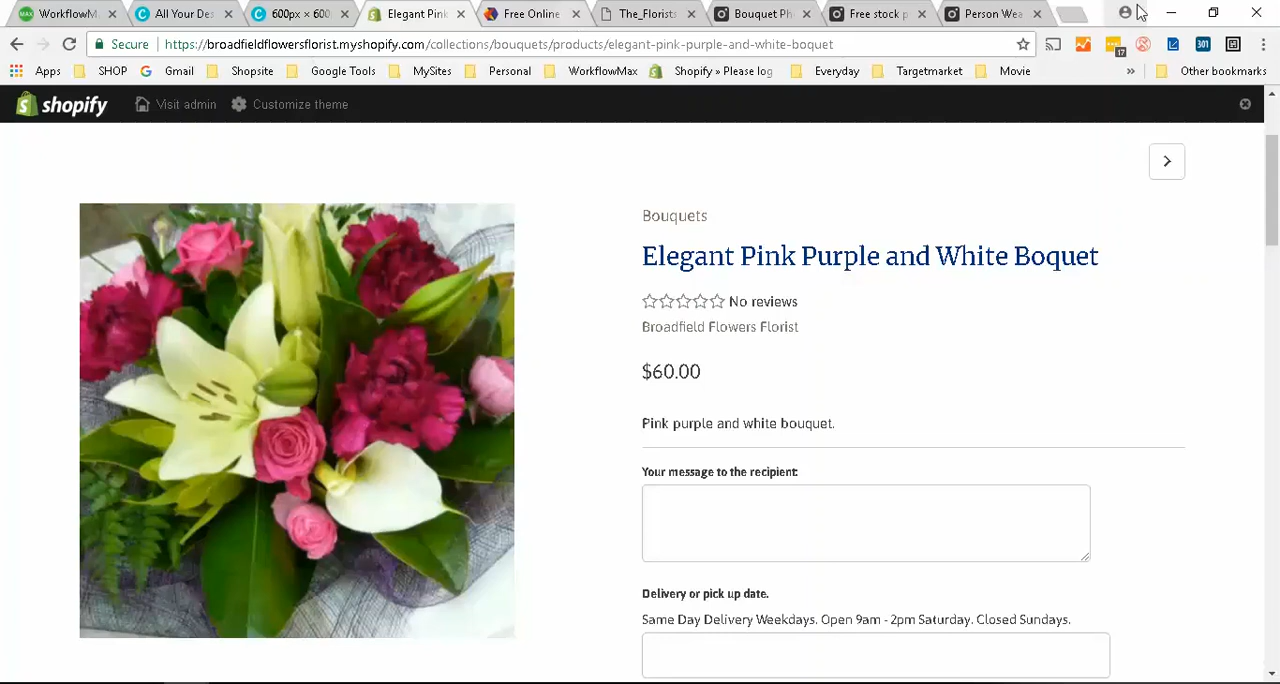 WorkflowM
All Your Des
600px × 600
Elegant Pink
Free Online
The_Florists
Bouquet Ph
Free stock p
Person Wea
Secure
https://broadfieldflowersflorist.myshopify.com/collections/bouquets/products/elegant-pink-purple-and-white-boquet
17
301
Apps
SHOP
Gmail
Shopsite
Google Tools
MySites
Personal
WorkflowMax
Shopify » Please log
Everyday
Targetmarket
Movie
»
Other bookmarks
shopify
Visit admin
Customize theme
Bouquets
Elegant Pink Purple and White Boquet
No reviews
Broadfield Flowers Florist
$60.00
Pink purple and white bouquet.
Your message to the recipient:
Delivery or pick up date.
Same Day Delivery Weekdays. Open 9am - 2pm Saturday. Closed Sundays.